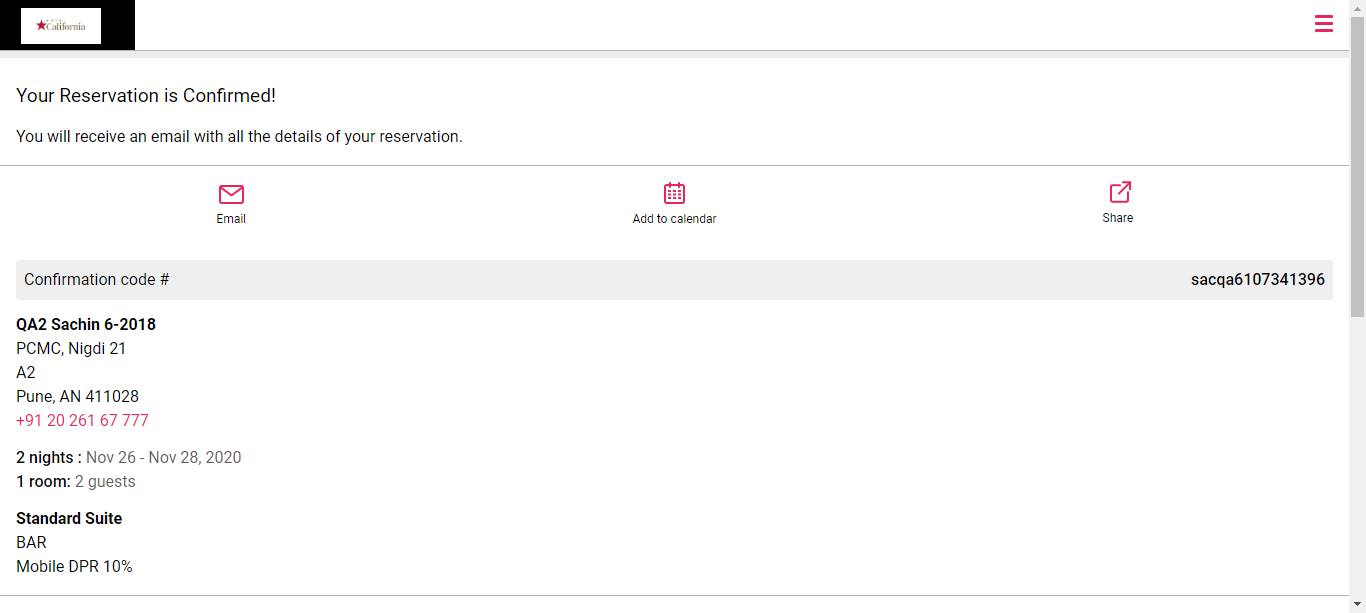 California
Your Reservation is Confirmed!
You will receive an email with all the details of your reservation.
Email
Add to calendar
Share
Confirmation code #
sacqa6107341396
QA2 Sachin 6-2018
PCMC, Nigdi 21
A2
Pune, AN 411028
+91 20 261 67 777
2 nights : Nov 26 - Nov 28, 2020
1 room: 2 guests
Standard Suite
BAR
Mobile DPR 10%